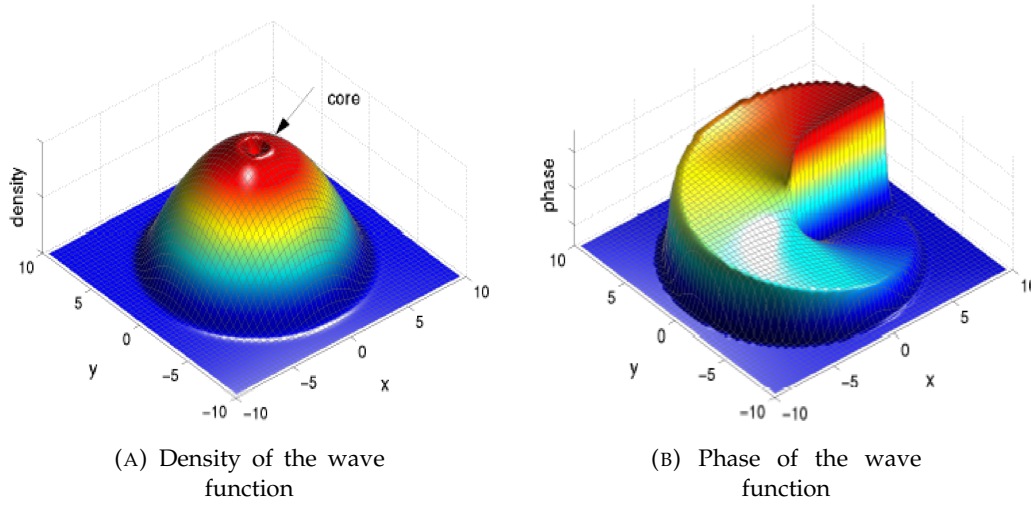 core
density
10
5
0
−5
−10
y
−10
−5
0
5
10
x
phase
10
5
0
−5
−10
y
−10
−5
0
5
10
x
(A) Density of the wave
function
(B) Phase of the wave
function